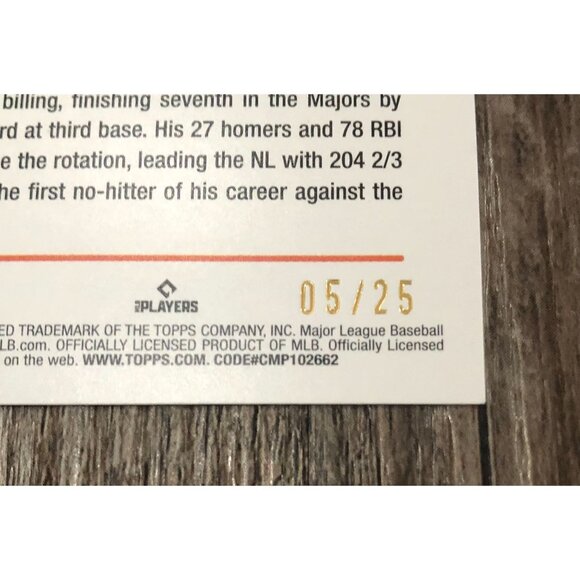 billing, finishing seventh in the Majors by
rd at third base. His 27 homers and 78 RBI
e the rotation, leading the NL with 204 2/3
he first no-hitter of his career against the
PLAYERS
05/25
ED TRADEMARK OF THE TOPPS COMPANY, INC. Major League Baseball
LB.com. OFFICIALLY LICENSED PRODUCT OF MLB. Officially Licensed
on the web. WWW.TOPPS.COM. CODE#CMP102662